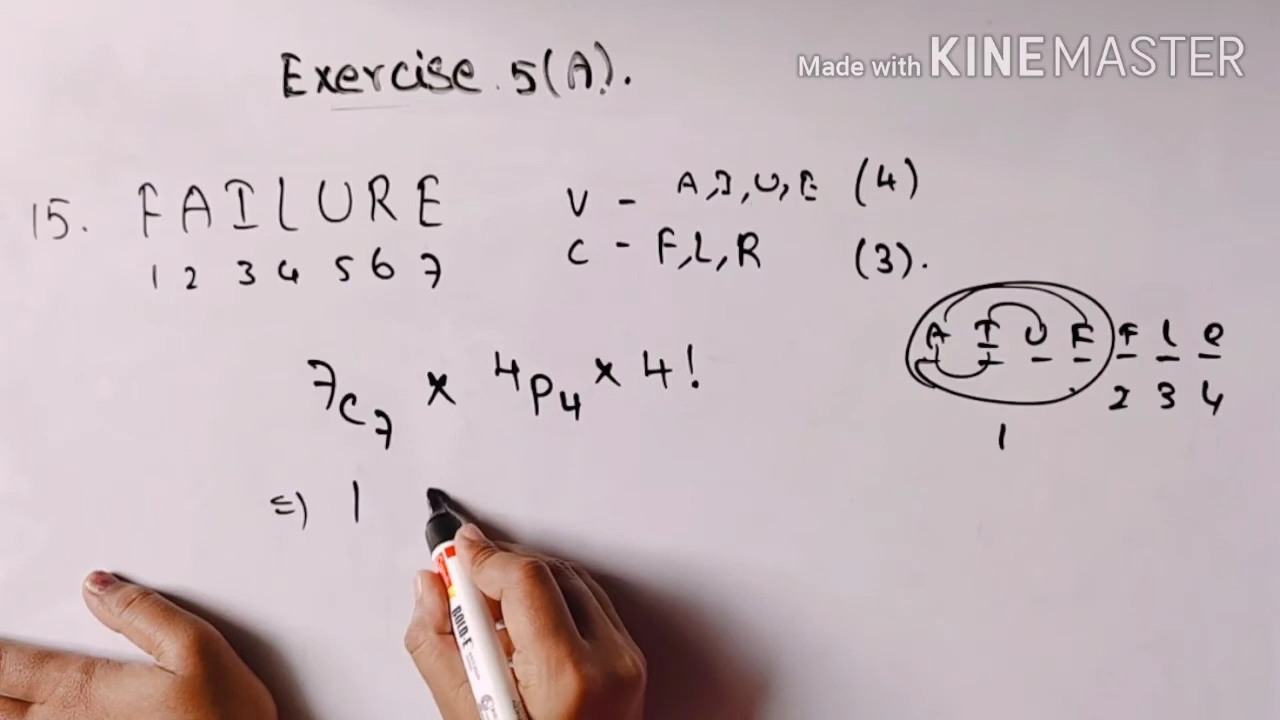 Made with KINEMASTER
Exercise 5(A).
15. FAILURE
1 2 3 4 5 6 7
V - A,I,U,E (4)
C - F,L,R (3).
A I U E F L R
2 3 4
1
7C7 × 4P4 × 4!
=) 1
BOLD-E